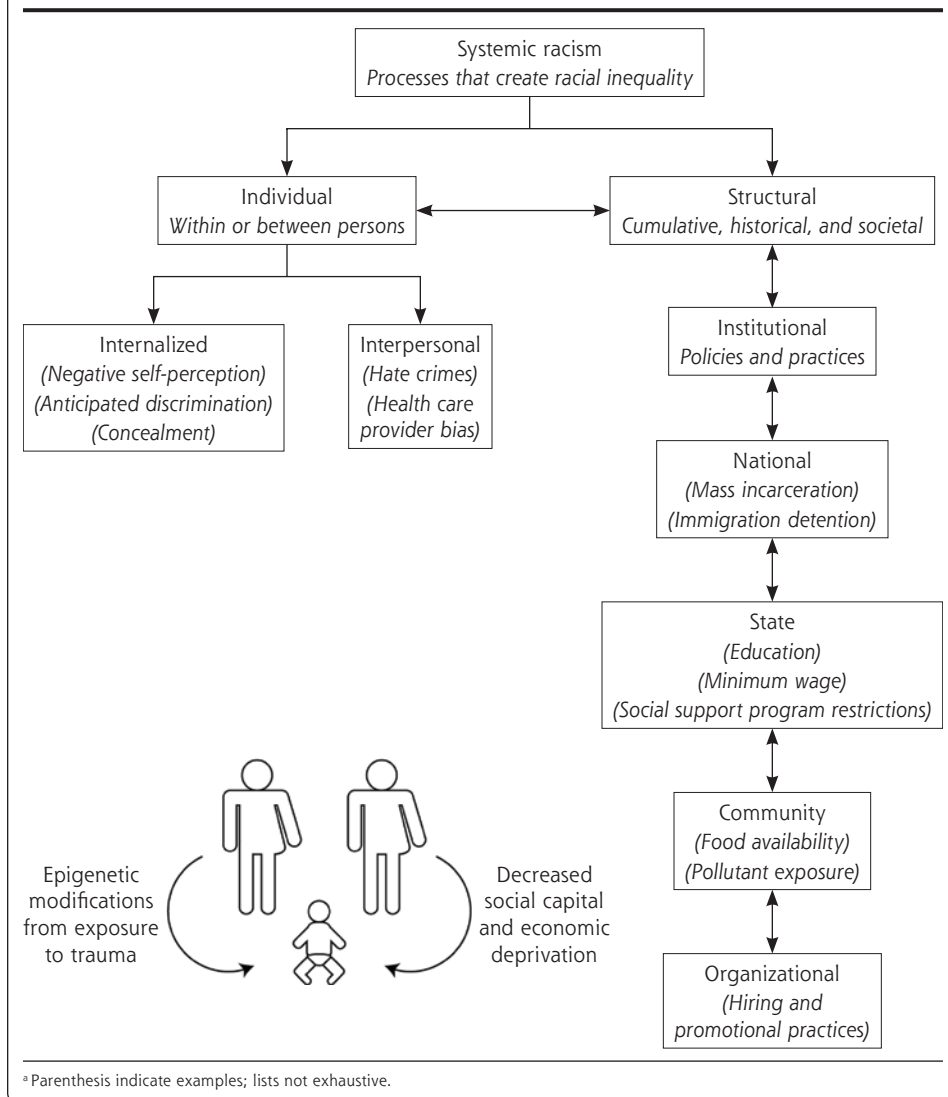 Systemic racism
Processes that create racial inequality
Individual
Within or between persons
Structural
Cumulative, historical, and societal
Internalized
(Negative self-perception)
(Anticipated discrimination)
(Concealment)
Interpersonal
(Hate crimes)
(Health care
provider bias)
Institutional
Policies and practices
National
(Mass incarceration)
(Immigration detention)
State
(Education)
(Minimum wage)
(Social support program restrictions)
Community
(Food availability)
(Pollutant exposure)
Organizational
(Hiring and
promotional practices)
Epigenetic
modifications
from exposure
to trauma
Decreased
social capital
and economic
deprivation
a Parenthesis indicate examples; lists not exhaustive.